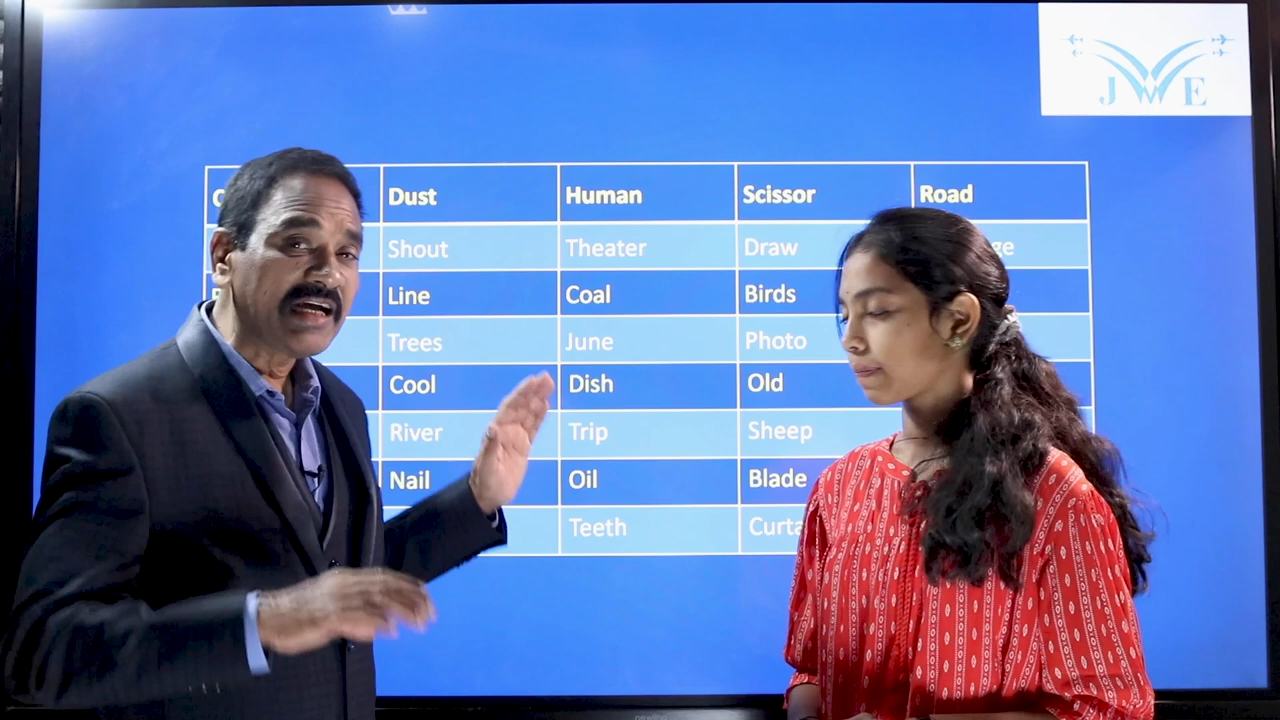 J W E
Dust Human Scissor Road
Shout Theater Draw
Line Coal Birds
Trees June Photo
Cool Dish Old
River Trip Sheep
Nail Oil Blade
Teeth